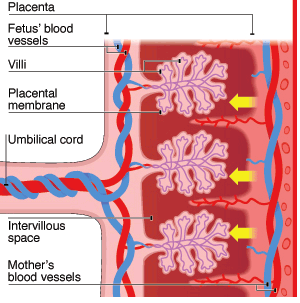 Placenta
Fetus' blood
vessels
Villi
Placental
membrane
Umbilical cord
Intervillous
space
Mother's
blood vessels